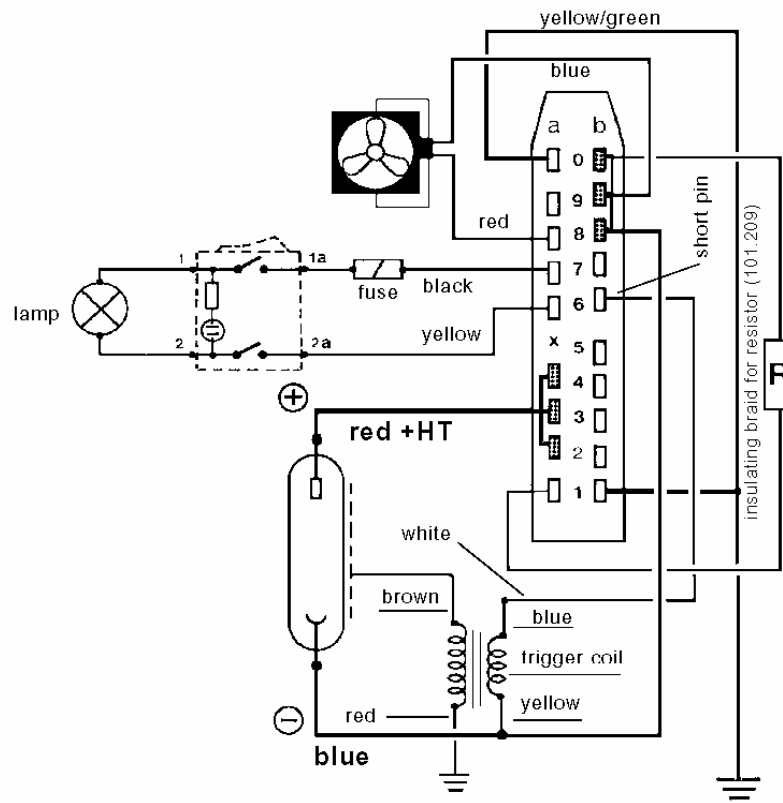 yellow/green
blue
a b
0
9
8
7
6
x 5
4
3
2
1
red
short pin
1 1a
fuse
black
lamp
2 2a
yellow
insulating braid for resistor (101.209)
R
+
red +HT
white
brown
blue
trigger coil
red
yellow
−
blue